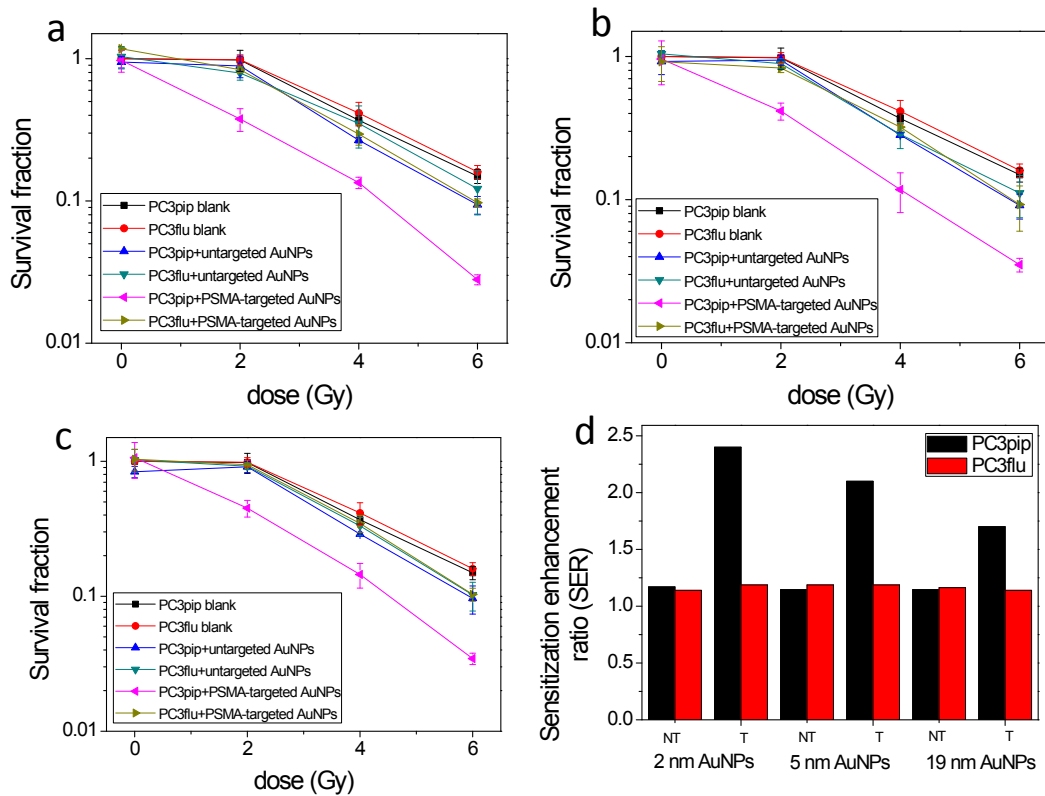 a
Survival fraction
1
0.1
0.01
PC3pip blank
PC3flu blank
PC3pip+untargeted AuNPs
PC3flu+untargeted AuNPs
PC3pip+PSMA-targeted AuNPs
PC3flu+PSMA-targeted AuNPs
0 2 4 6
dose (Gy)
b
Survival fraction
1
0.1
0.01
PC3pip blank
PC3flu blank
PC3pip+untargeted AuNPs
PC3flu+untargeted AuNPs
PC3pip+PSMA-targeted AuNPs
PC3flu+PSMA-targeted AuNPs
0 2 4 6
dose (Gy)
c
Survival fraction
1
0.1
0.01
PC3pip blank
PC3flu blank
PC3pip+untargeted AuNPs
PC3flu+untargeted AuNPs
PC3pip+PSMA-targeted AuNPs
PC3flu+PSMA-targeted AuNPs
0 2 4 6
dose (Gy)
d
Sensitization enhancement
ratio (SER)
2.5
2.0
1.5
1.0
0.5
0.0
PC3pip
PC3flu
NT T NT T NT T
2 nm AuNPs 5 nm AuNPs 19 nm AuNPs